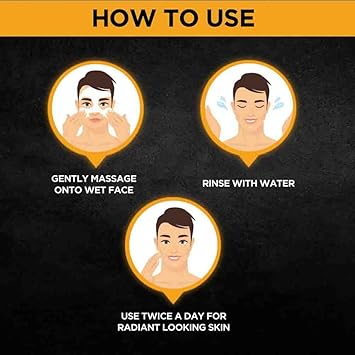 HOW TO USE
GENTLY MASSAGE
ONTO WET FACE
RINSE WITH WATER
USE TWICE A DAY FOR
RADIANT LOOKING SKIN